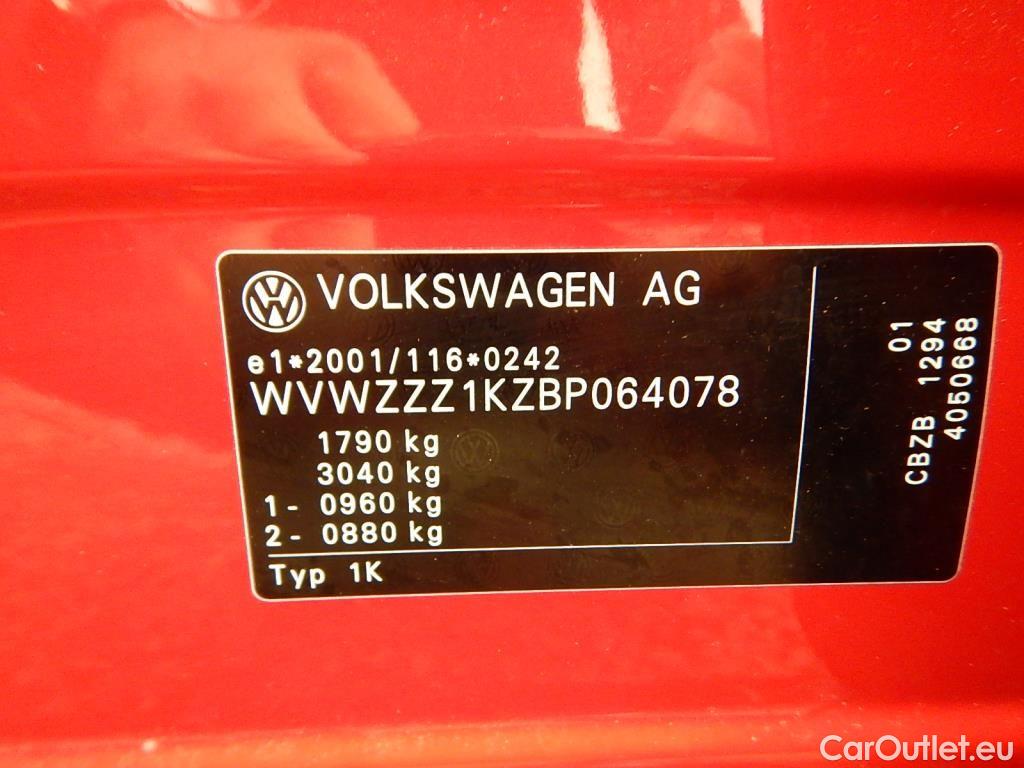 VOLKSWAGEN AG
e1*2001/116*0242
WVWZZZ1KZBP064078
1790 kg
3040 kg
1- 0960 kg
2- 0880 kg
Typ 1K
01
CBZB 1294
4050668
CarOutlet.eu